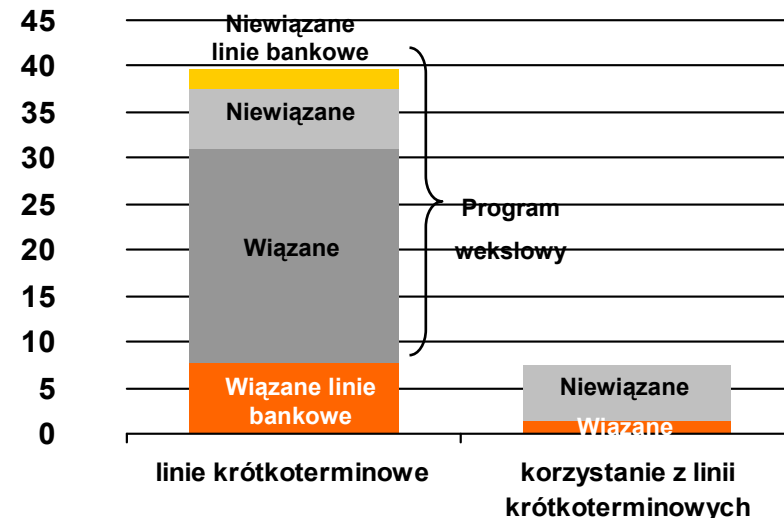 45
40
35
30
25
20
15
10
5
0
Niewiązane
linie bankowe
Niewiązane
Wiązane
Wiązane linie
bankowe
Program
wekslowy
Niewiązane
Wiązane
linie krótkoterminowe
korzystanie z linii
krótkoterminowych